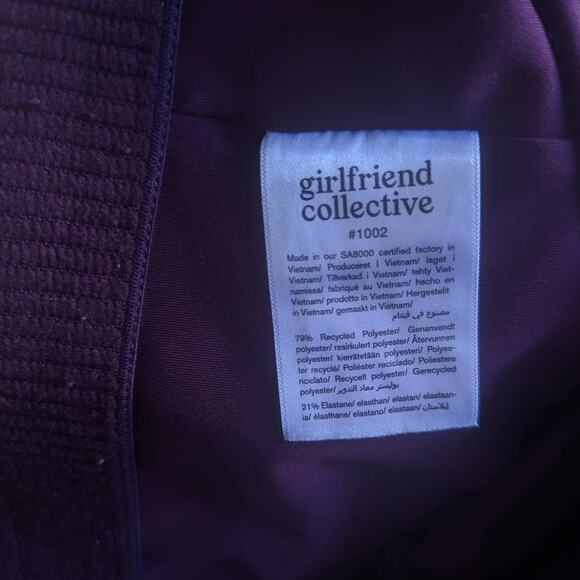 girlfriend
collective
#1002
Made in our SA8000 certified factory in
Vietnam/ Produceret i Vietnam/ laget i
Vietnam/ Tillverkad i Vietnam/ tehty Viet-
namissa/ fabriqué au Vietnam/ hecho en
Vietnam/ prodotto in Vietnam/ Hergestellt
in Vietnam/ gemaakt in Vietnam/
مصنوع في فيتنام
79% Recycled Polyester/ Genanvendt
polyester/ resirkulert polyester/ Återvunnen
polyester/ kierrätetään polyesteri/ Polyes-
ter recyclé/ Poliéster reciclado/ Poliestere
riciclato/ Recycelt polyester/ Gerecycled
polyester/ بوليستر معاد التدوير
21% Elastane/ elasthan/ elastan/ elastaan-
ia/ élasthane/ elastano/ elastaan/ إيلاستان